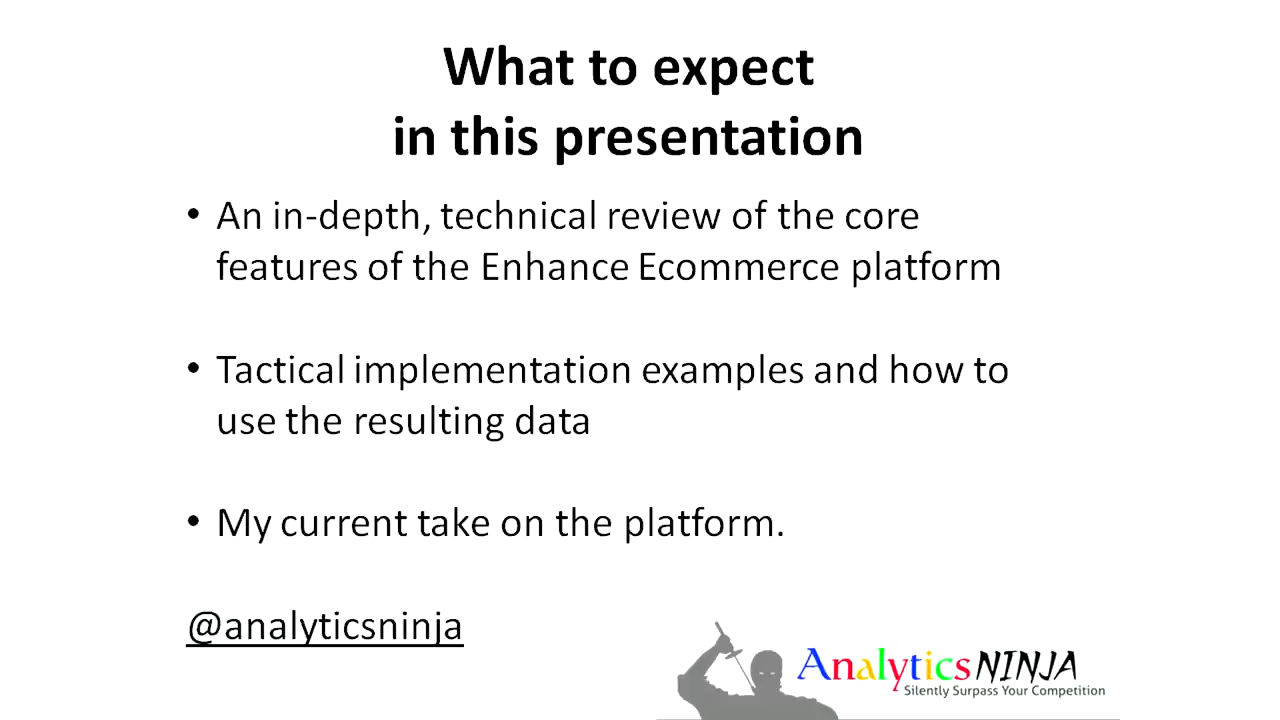 What to expect
in this presentation
• An in-depth, technical review of the core
features of the Enhance Ecommerce platform
• Tactical implementation examples and how to
use the resulting data
• My current take on the platform.
@analyticsninja
Analytics NINJA
Silently Surpass Your Competition